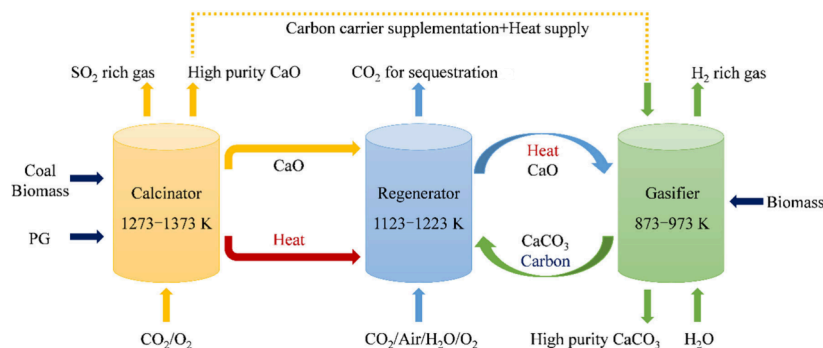 Carbon carrier supplementation+Heat supply
SO₂ rich gas
High purity CaO
CO₂ for sequestration
H₂ rich gas
Coal
Biomass
PG
Calcinator
1273−1373 K
CaO
Heat
Regenerator
1123−1223 K
Heat
CaO
CaCO₃
Carbon
Gasifier
873−973 K
Biomass
CO₂/O₂
CO₂/Air/H₂O/O₂
High purity CaCO₃
H₂O